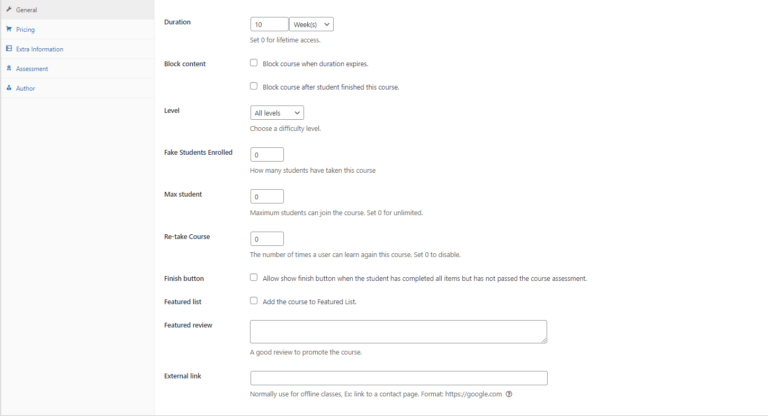 General
Pricing
Extra Information
Assessment
Author
Duration
10 Week(s)
Set 0 for lifetime access.
Block content
Block course when duration expires.
Block course after student finished this course.
Level
All levels
Choose a difficulty level.
Fake Students Enrolled
0
How many students have taken this course
Max student
0
Maximum students can join the course. Set 0 for unlimited.
Re-take Course
0
The number of times a user can learn again this course. Set 0 to disable.
Finish button
Allow show finish button when the student has completed all items but has not passed the course assessment.
Featured list
Add the course to Featured List.
Featured review
A good review to promote the course.
External link
Normally use for offline classes, Ex: link to a contact page. Format: https://google.com